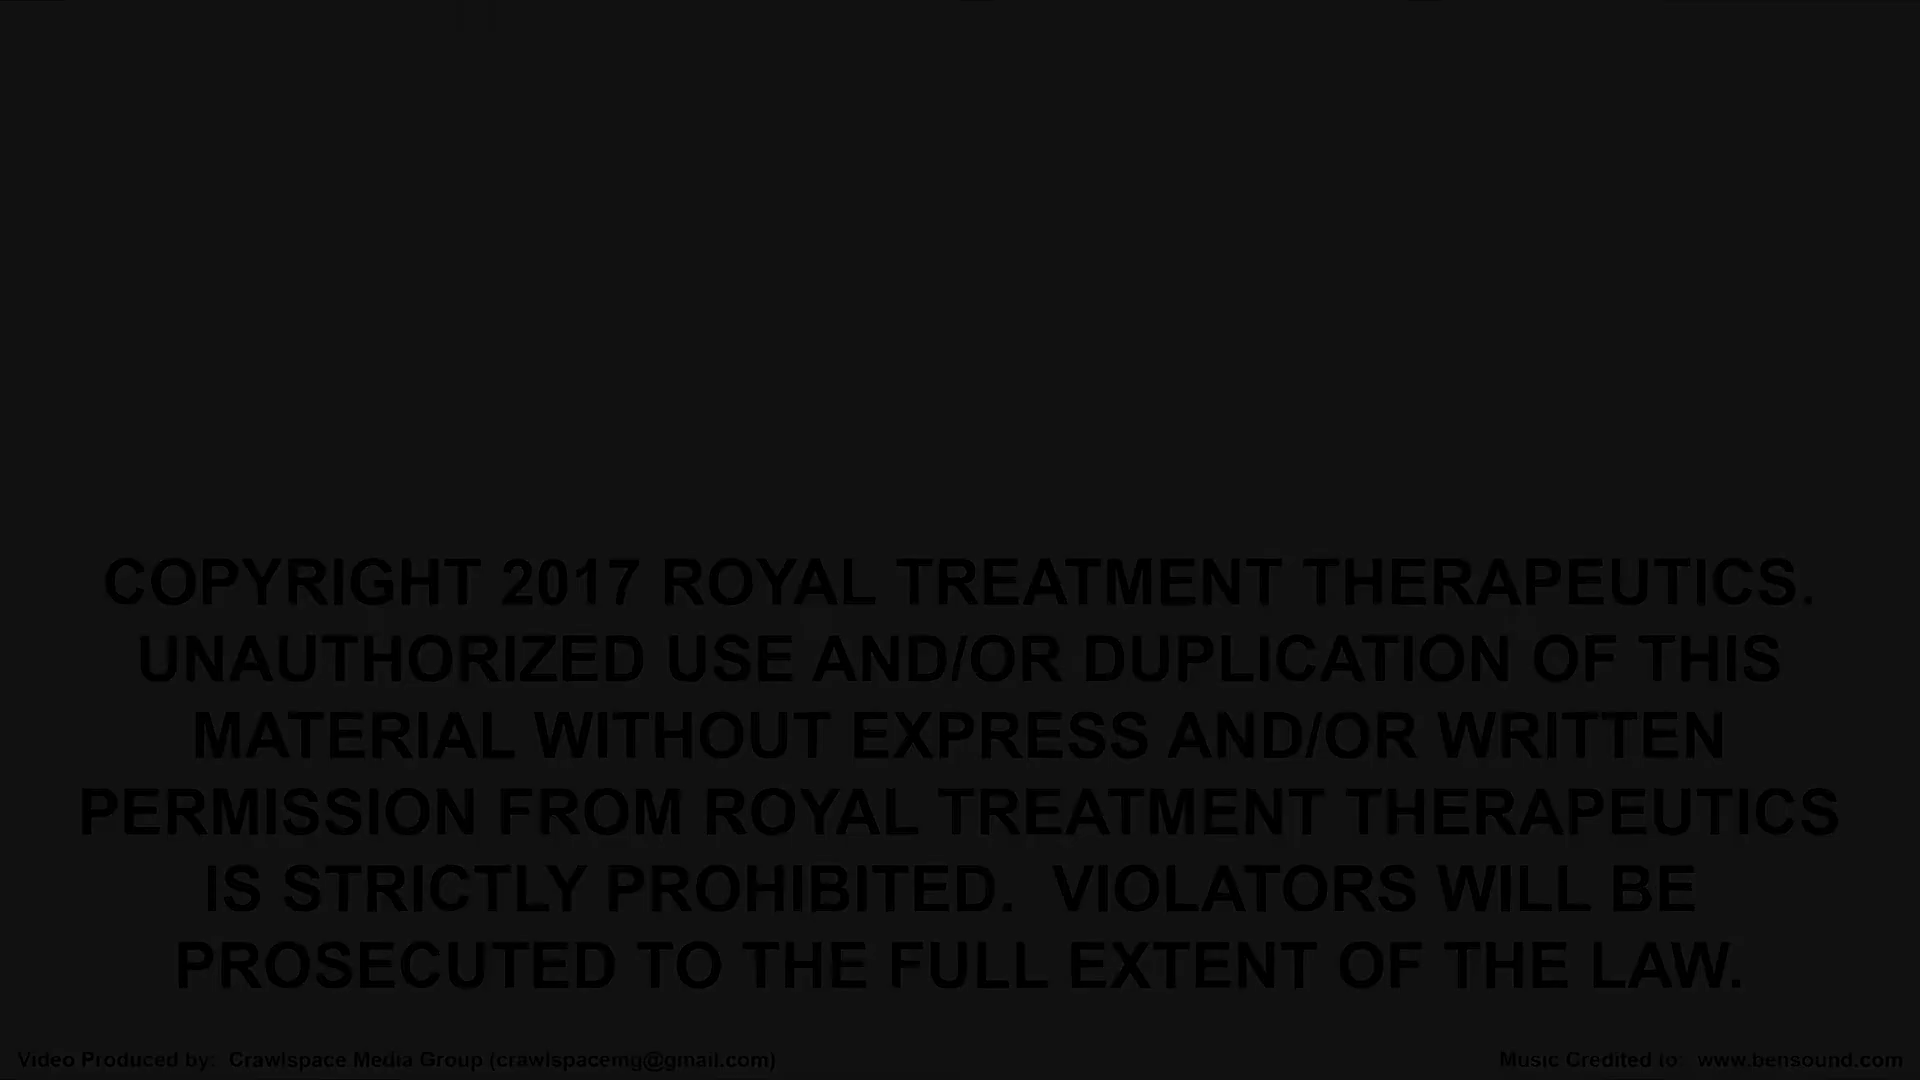 COPYRIGHT 2017 ROYAL TREATMENT THERAPEUTICS.
UNAUTHORIZED USE AND/OR DUPLICATION OF THIS
MATERIAL WITHOUT EXPRESS AND/OR WRITTEN
PERMISSION FROM ROYAL TREATMENT THERAPEUTICS
IS STRICTLY PROHIBITED.  VIOLATORS WILL BE
PROSECUTED TO THE FULL EXTENT OF THE LAW.
Video Produced by:  Crawlspace Media Group (crawlspacemg@gmail.com)
Music Credited to:  www.bensound.com